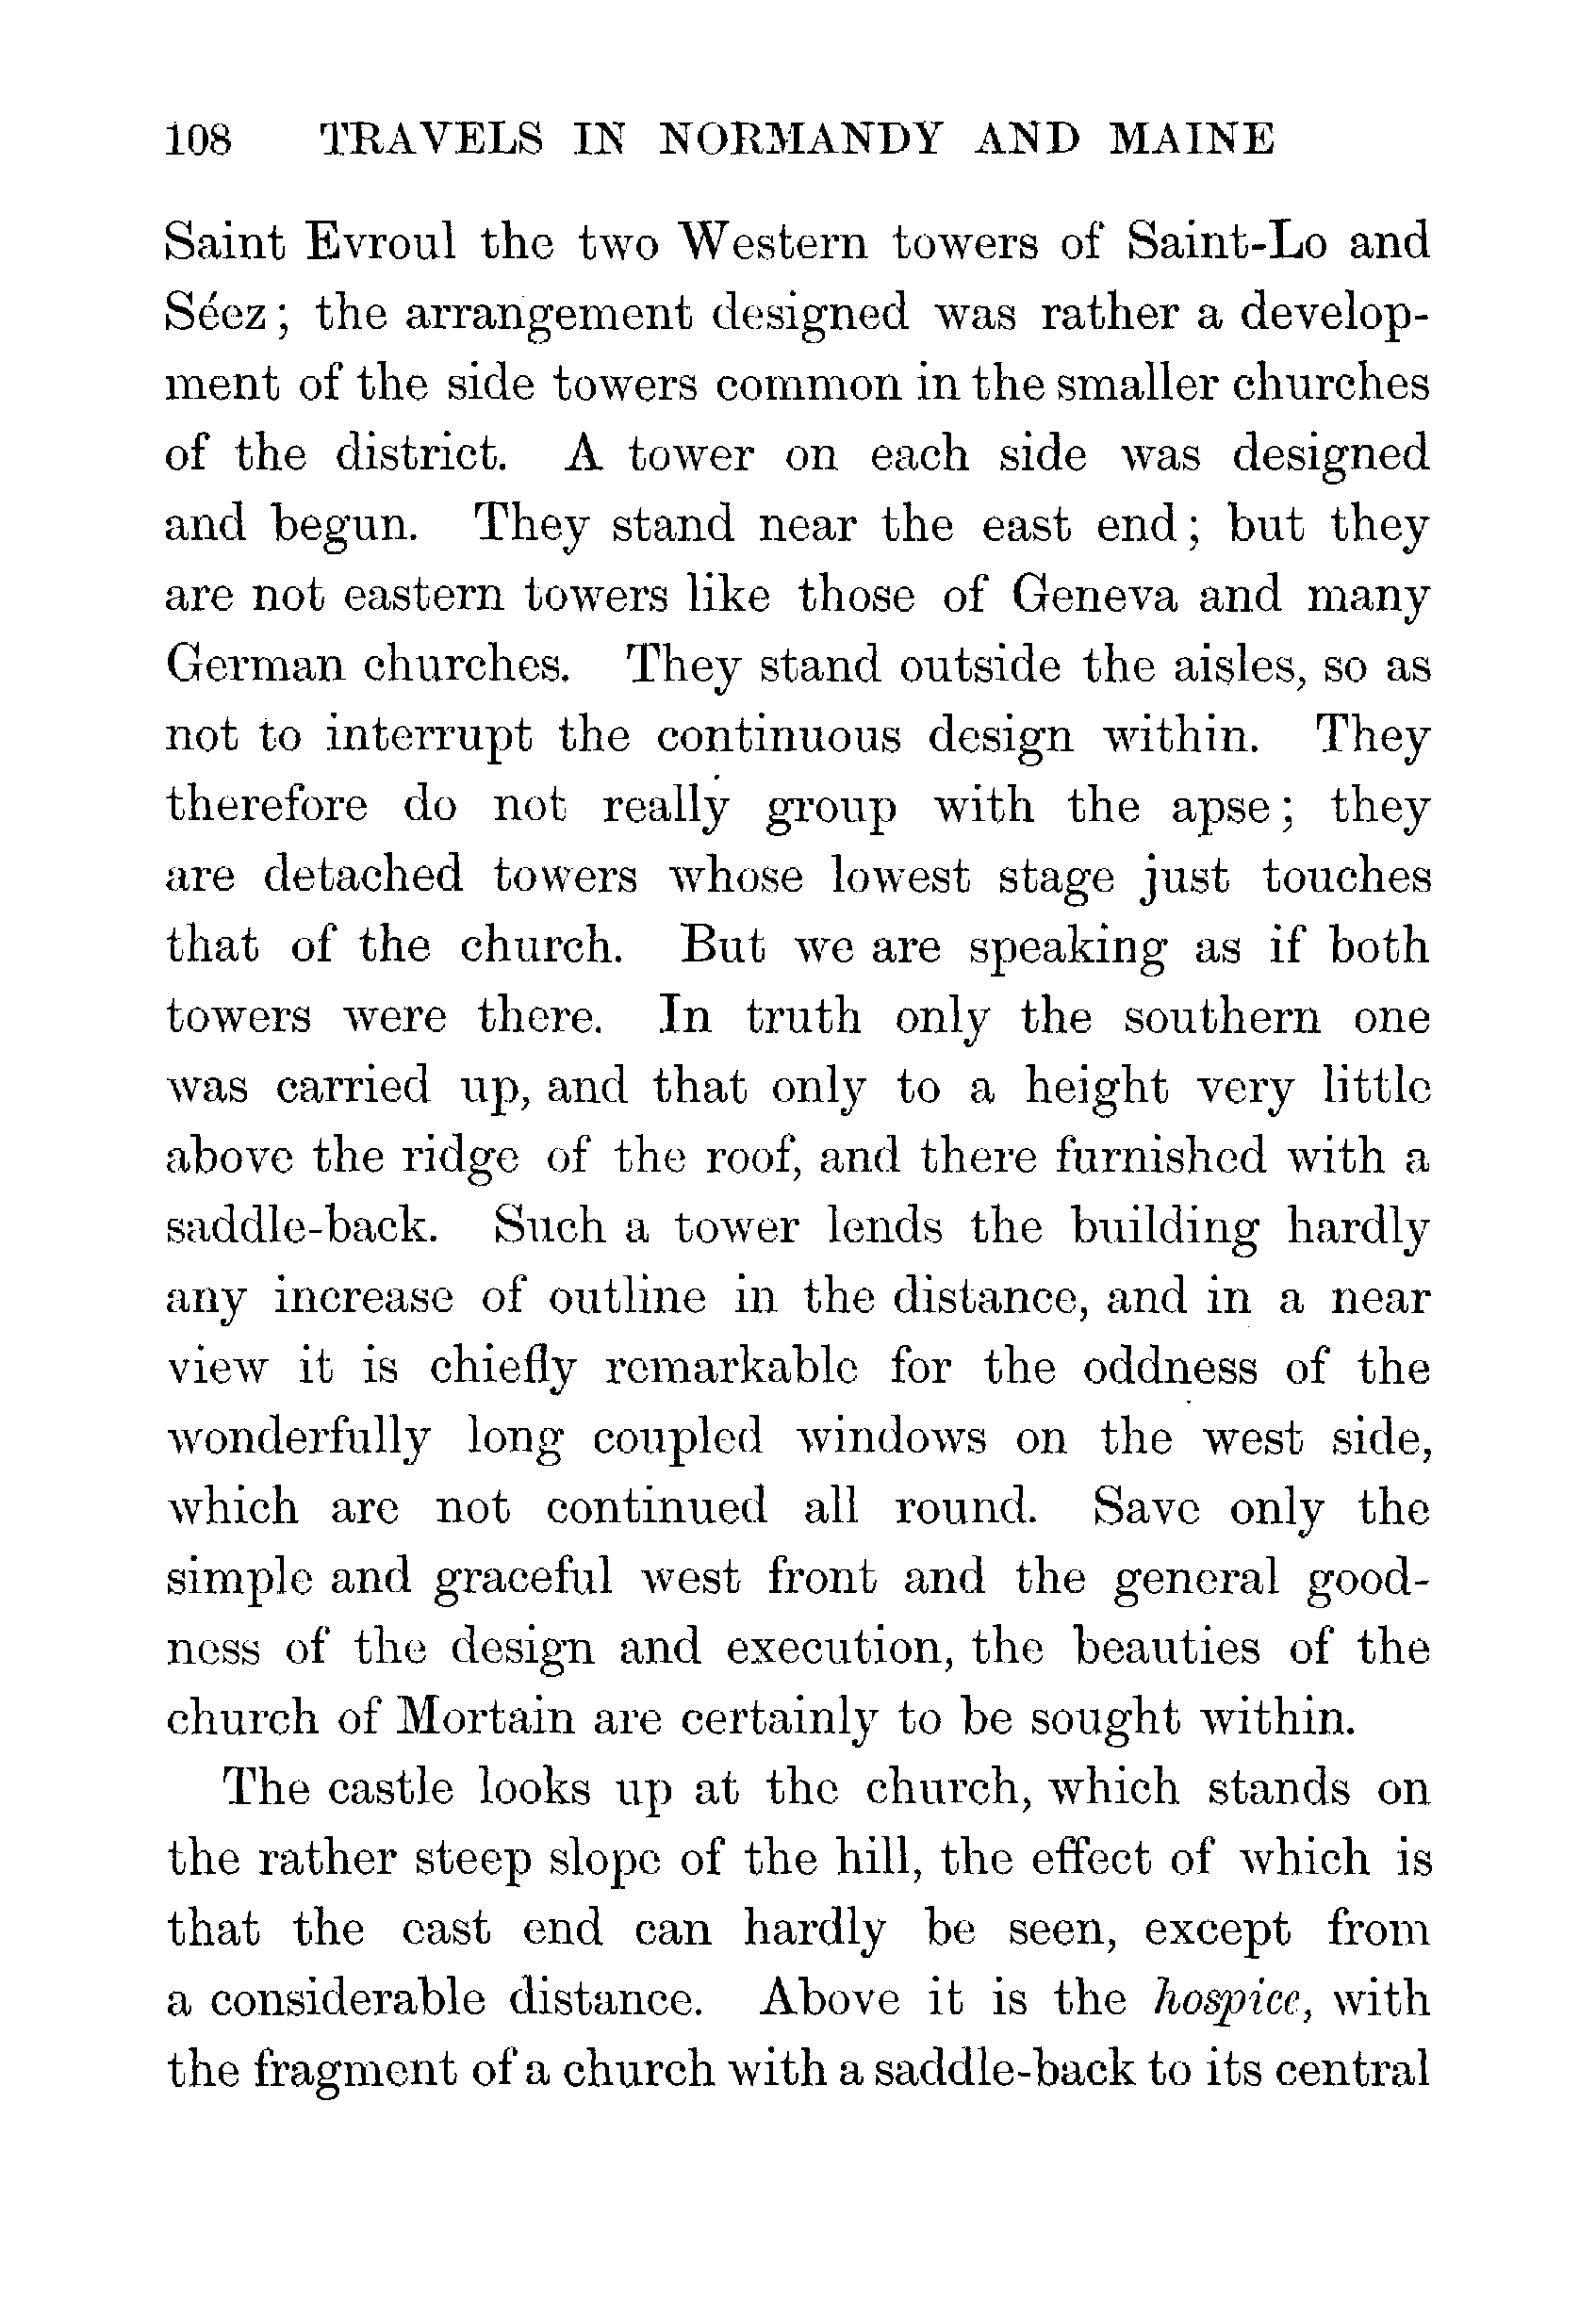 108 TRAVELS IN NORMANDY AND MAINE
Saint Evroul the two Western towers of Saint-Lo and
Séez; the arrangement designed was rather a develop-
ment of the side towers common in the smaller churches
of the district. A tower on each side was designed
and begun. They stand near the east end; but they
are not eastern towers like those of Geneva and many
German churches. They stand outside the aisles, so as
not to interrupt the continuous design within. They
therefore do not really group with the apse; they
are detached towers whose lowest stage just touches
that of the church. But we are speaking as if both
towers were there. In truth only the southern one
was carried up, and that only to a height very little
above the ridge of the roof, and there furnished with a
saddle-back. Such a tower lends the building hardly
any increase of outline in the distance, and in a near
view it is chiefly remarkable for the oddness of the
wonderfully long coupled windows on the west side,
which are not continued all round. Save only the
simple and graceful west front and the general good-
ness of the design and execution, the beauties of the
church of Mortain are certainly to be sought within.
The castle looks up at the church, which stands on
the rather steep slope of the hill, the effect of which is
that the east end can hardly be seen, except from
a considerable distance. Above it is the hospice, with
the fragment of a church with a saddle-back to its central